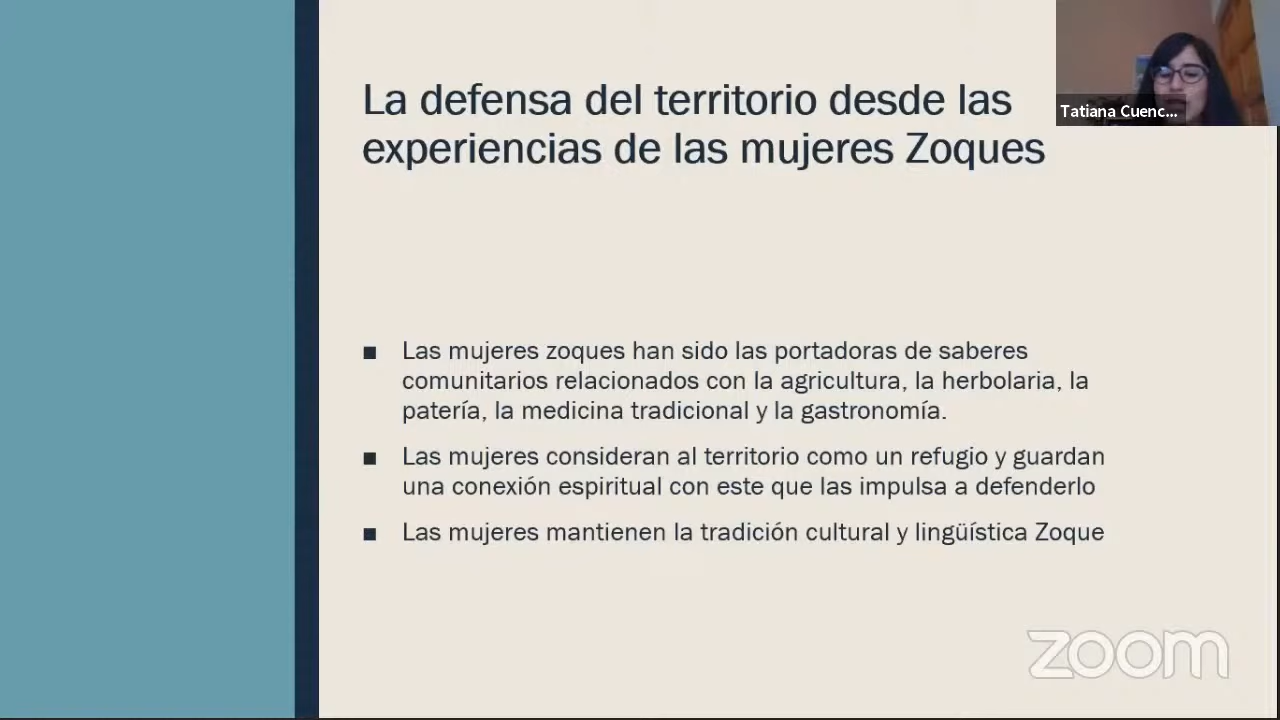 La defensa del territorio desde las
experiencias de las mujeres Zoques
Tatiana Cuenc...
■ Las mujeres zoques han sido las portadoras de saberes
comunitarios relacionados con la agricultura, la herbolaria, la
patería, la medicina tradicional y la gastronomía.
■ Las mujeres consideran al territorio como un refugio y guardan
una conexión espiritual con este que las impulsa a defenderlo
■ Las mujeres mantienen la tradición cultural y lingüística Zoque
zoom